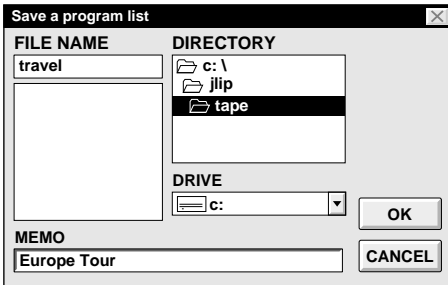 Save a program list
FILE NAME
DIRECTORY
travel
c: \
jlip
tape
DRIVE
c:
OK
MEMO
Europe Tour
CANCEL